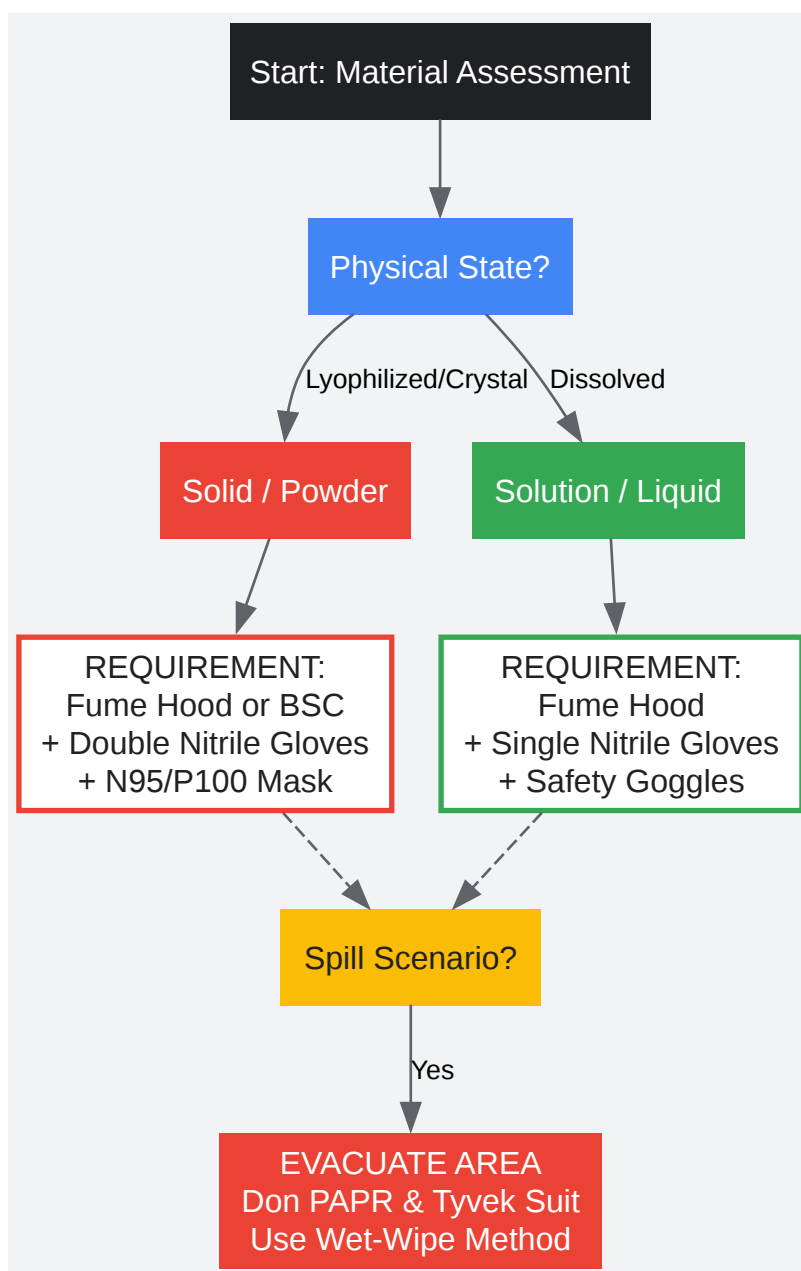 Start: Material Assessment
Physical State?
Lyophilized/Crystal
Dissolved
Solid / Powder
Solution / Liquid
REQUIREMENT:
Fume Hood or BSC
+ Double Nitrile Gloves
+ N95/P100 Mask
REQUIREMENT:
Fume Hood
+ Single Nitrile Gloves
+ Safety Goggles
Spill Scenario?
Yes
EVACUATE AREA
Don PAPR & Tyvek Suit
Use Wet-Wipe Method